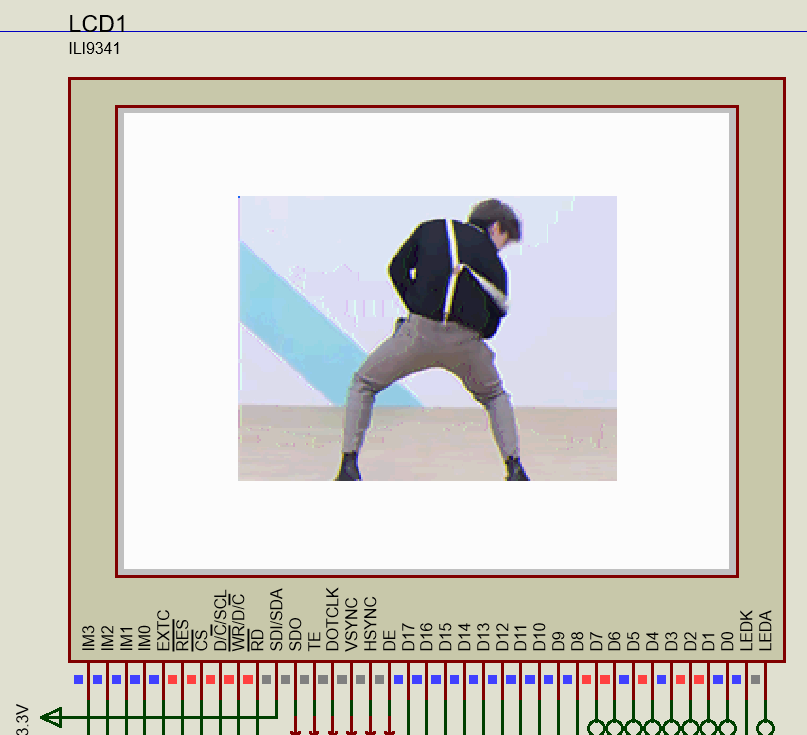 LCD1
ILI9341
IM3
IM2
IM1
IM0
EXTC
RES
CS
D/C/SCL
WR/D/C
RD
SDI/SDA
SDO
TE
DOTCLK
VSYNC
HSYNC
DE
D17
D16
D15
D14
D13
D12
D11
D10
D9
D8
D7
D6
D5
D4
D3
D2
D1
D0
LEDK
LEDA
3.3V